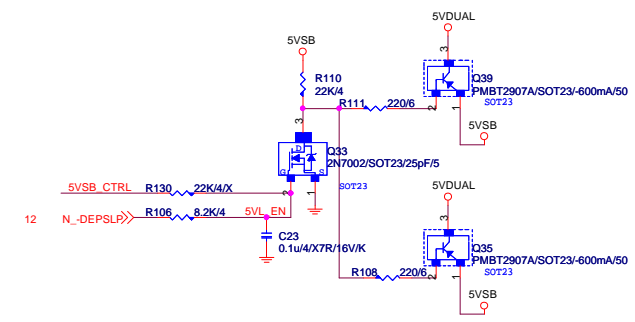 5VDUAL
5VSB
3
Q39
PMBT2907A/SOT23/-600mA/50
SOT23
R110
22K/4
R111
220/6
2
1
5VSB
3
D
Q33
2N7002/SOT23/25pF/5
G
S
SOT23
2
1
5VSB_CTRL
R130
22K/4/X
12
N_-DEPSLP
R106
8.2K/4
5VL_EN
C23
0.1u/4/X7R/16V/K
5VDUAL
3
Q35
PMBT2907A/SOT23/-600mA/50
SOT23
R108
220/6
2
1
5VSB